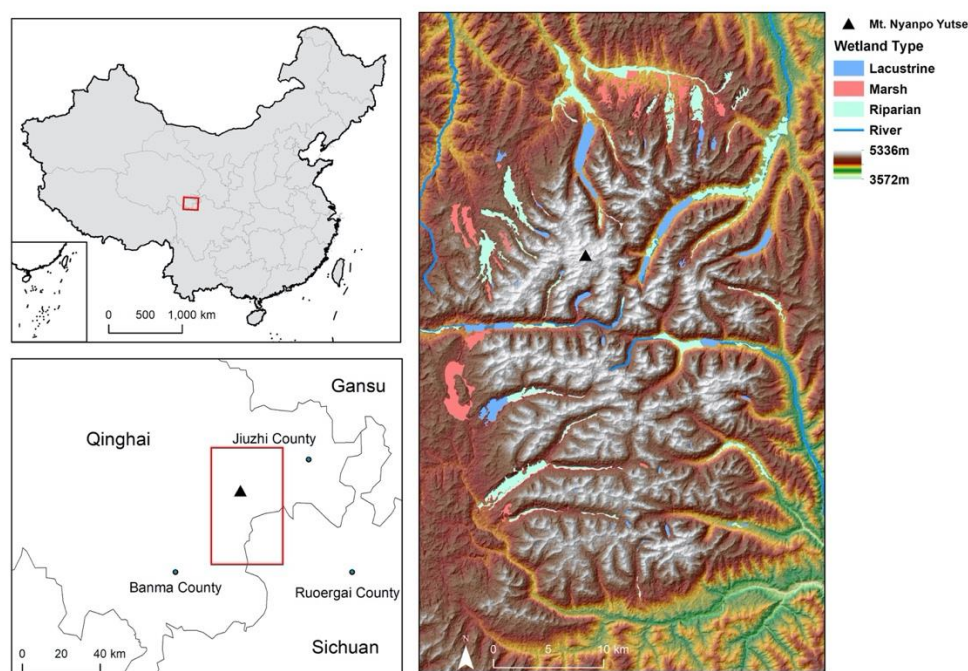 0 500 1,000 km
Gansu
Qinghai
Jiuzhi County
Banma County
Ruoergai County
Sichuan
0 20 40 km
N
0 5 10 km
Mt. Nyanpo Yutse
Wetland Type
Lacustrine
Marsh
Riparian
River
5336m
3572m